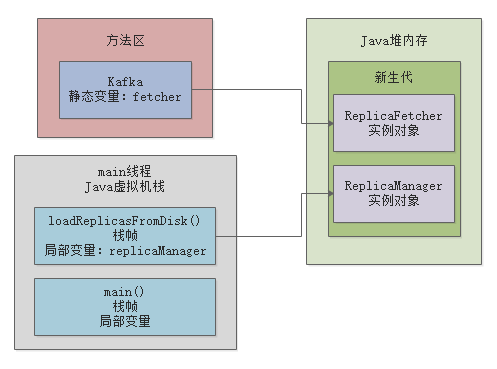 方法区
Kafka
静态变量：fetcher
main线程
Java虚拟机栈
loadReplicasFromDisk()
栈帧
局部变量：replicaManager
main()
栈帧
局部变量
Java堆内存
新生代
ReplicaFetcher
实例对象
ReplicaManager
实例对象